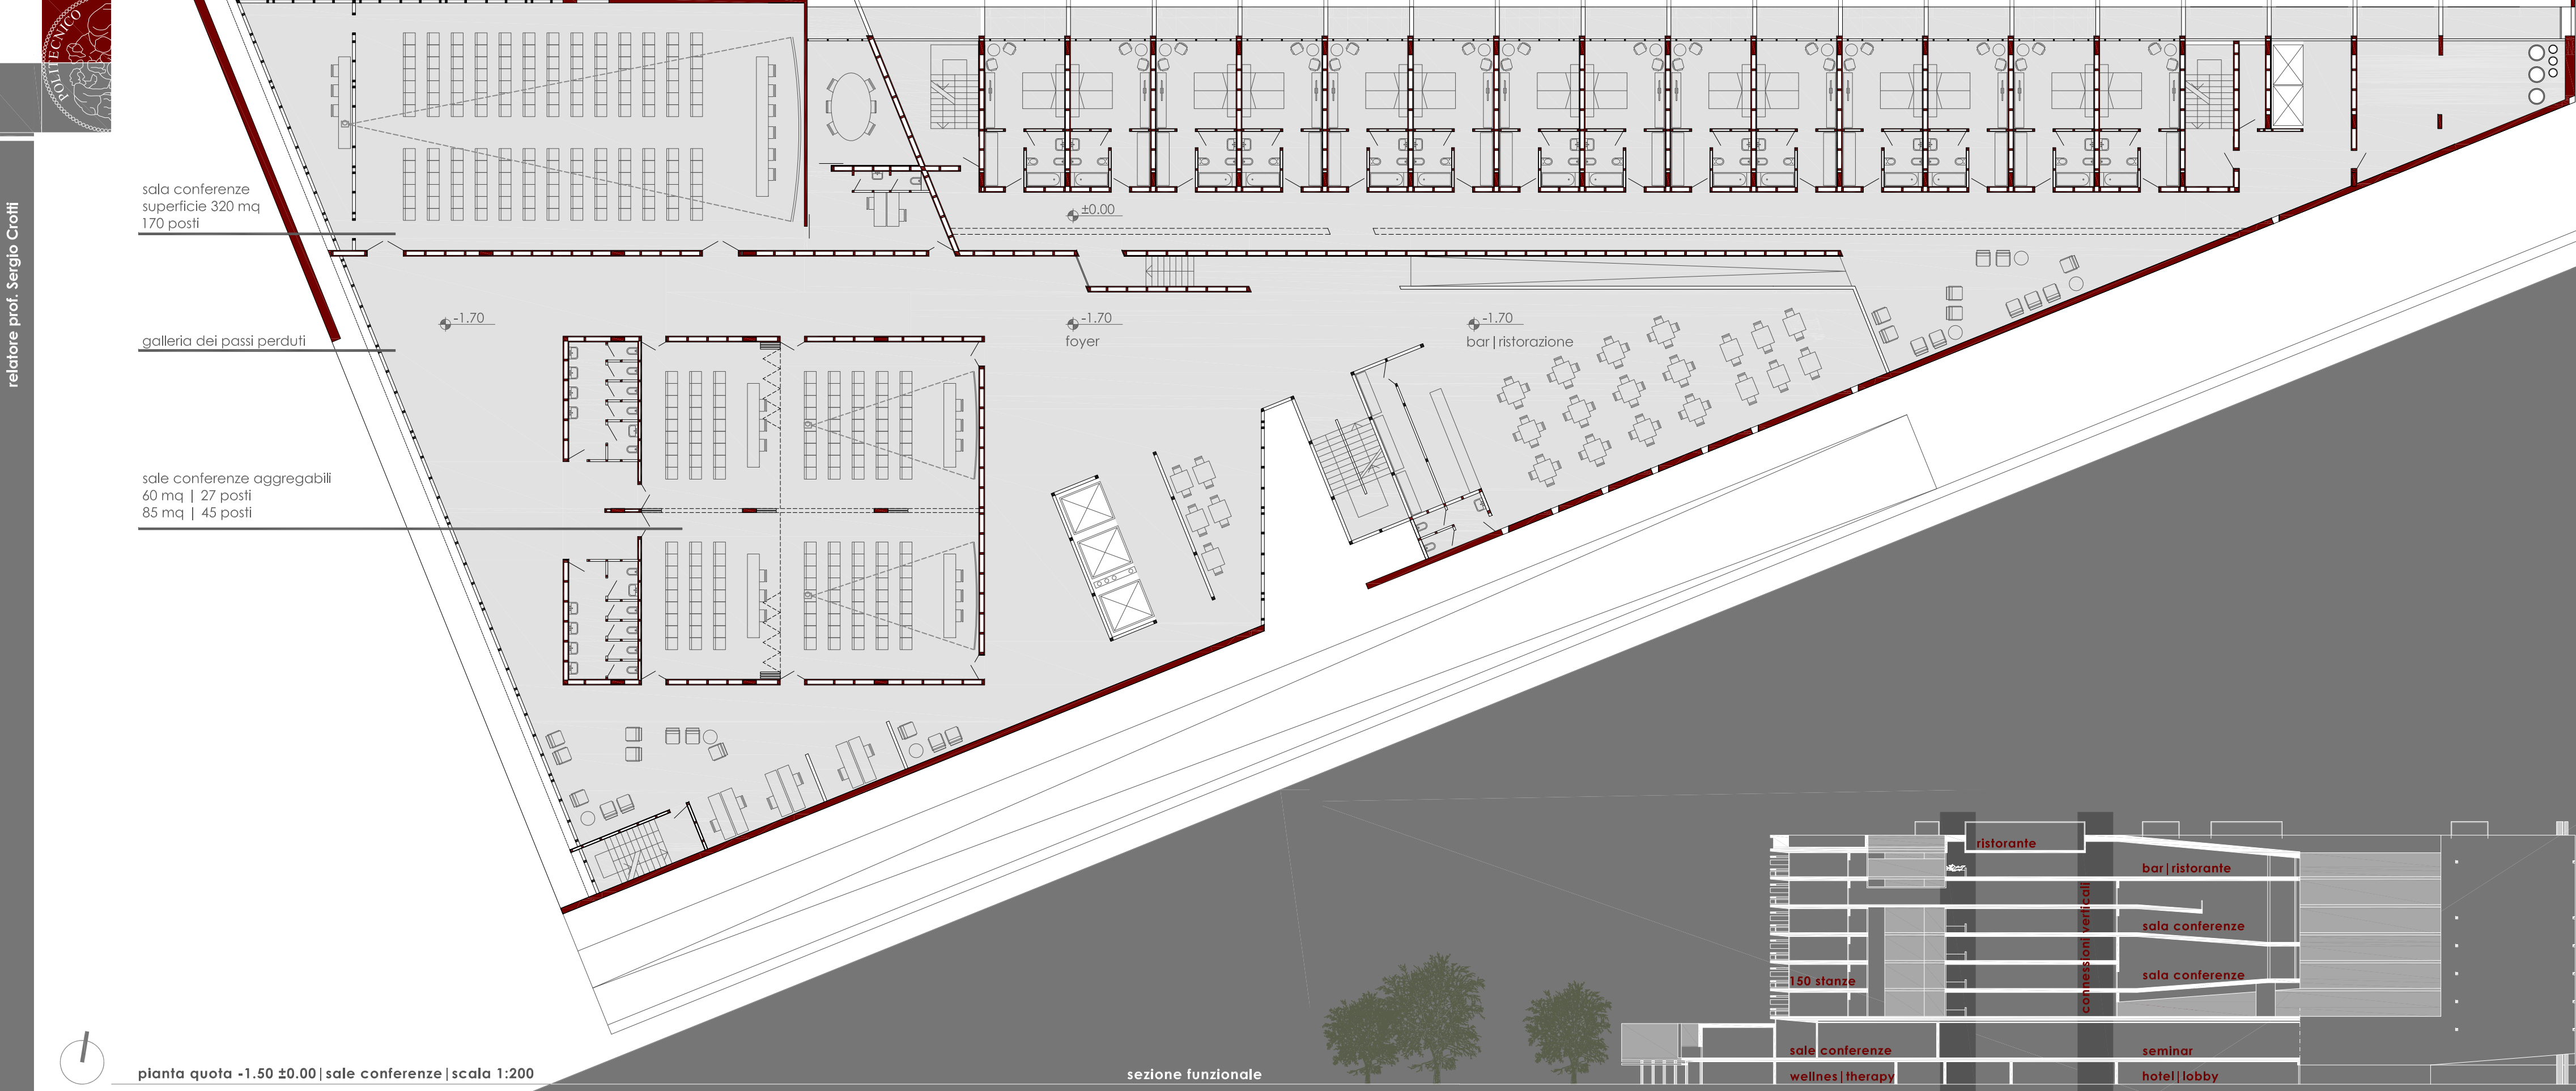 POLITECNICO
relatore prof. Sergio Crotti
sala conferenze
superficie 320 mq
170 posti
galleria dei passi perduti
sale conferenze aggregabili
60 mq | 27 posti
85 mq | 45 posti
±0.00
-1.70
-1.70
foyer
-1.70
bar|ristorazione
ristorante
bar|ristorante
connessioni verticali
sala conferenze
sala conferenze
150 stanze
sale conferenze
seminar
wellnes|therapy
hotel|lobby
pianta quota -1.50 ±0.00|sale conferenze|scala 1:200
sezione funzionale